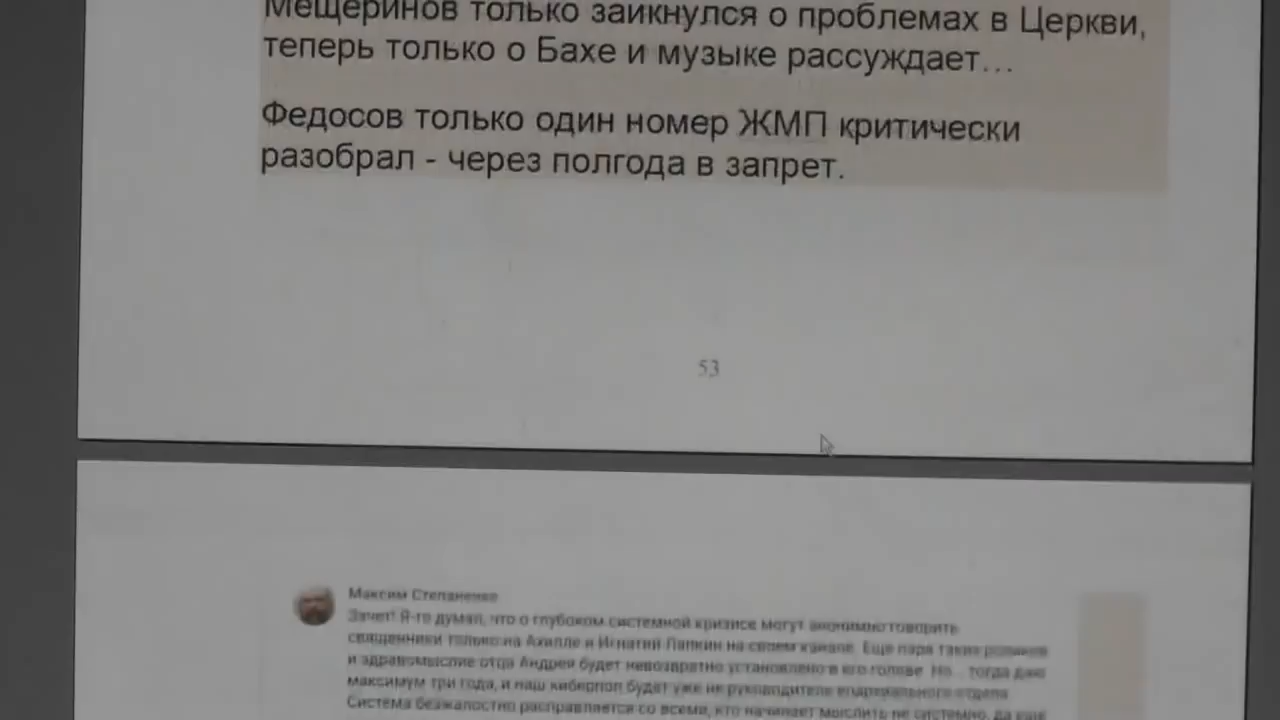 Мещеринов только заикнулся о проблемах в Церкви,
теперь только о Бахе и музыке рассуждает...
Федосов только один номер ЖМП критически
разобрал - через полгода в запрет.
53
Максим Степаненко
Зачет! Я-то думал, что о глубоком системной кризисе могут анонимно говорить
священники только на Ахилле и Игнатий Лапкин на своем канале. Еще пара таких роликов
и здравомыслие отца Андрея будет невозвратно установлено в его голове. Но... тогда даю
максимум три года, и наш киберпоп будет уже не руководителе епархиального отдела
Система безжалостно расправляется со всеми, кто начинает мыслить не системно, да еще